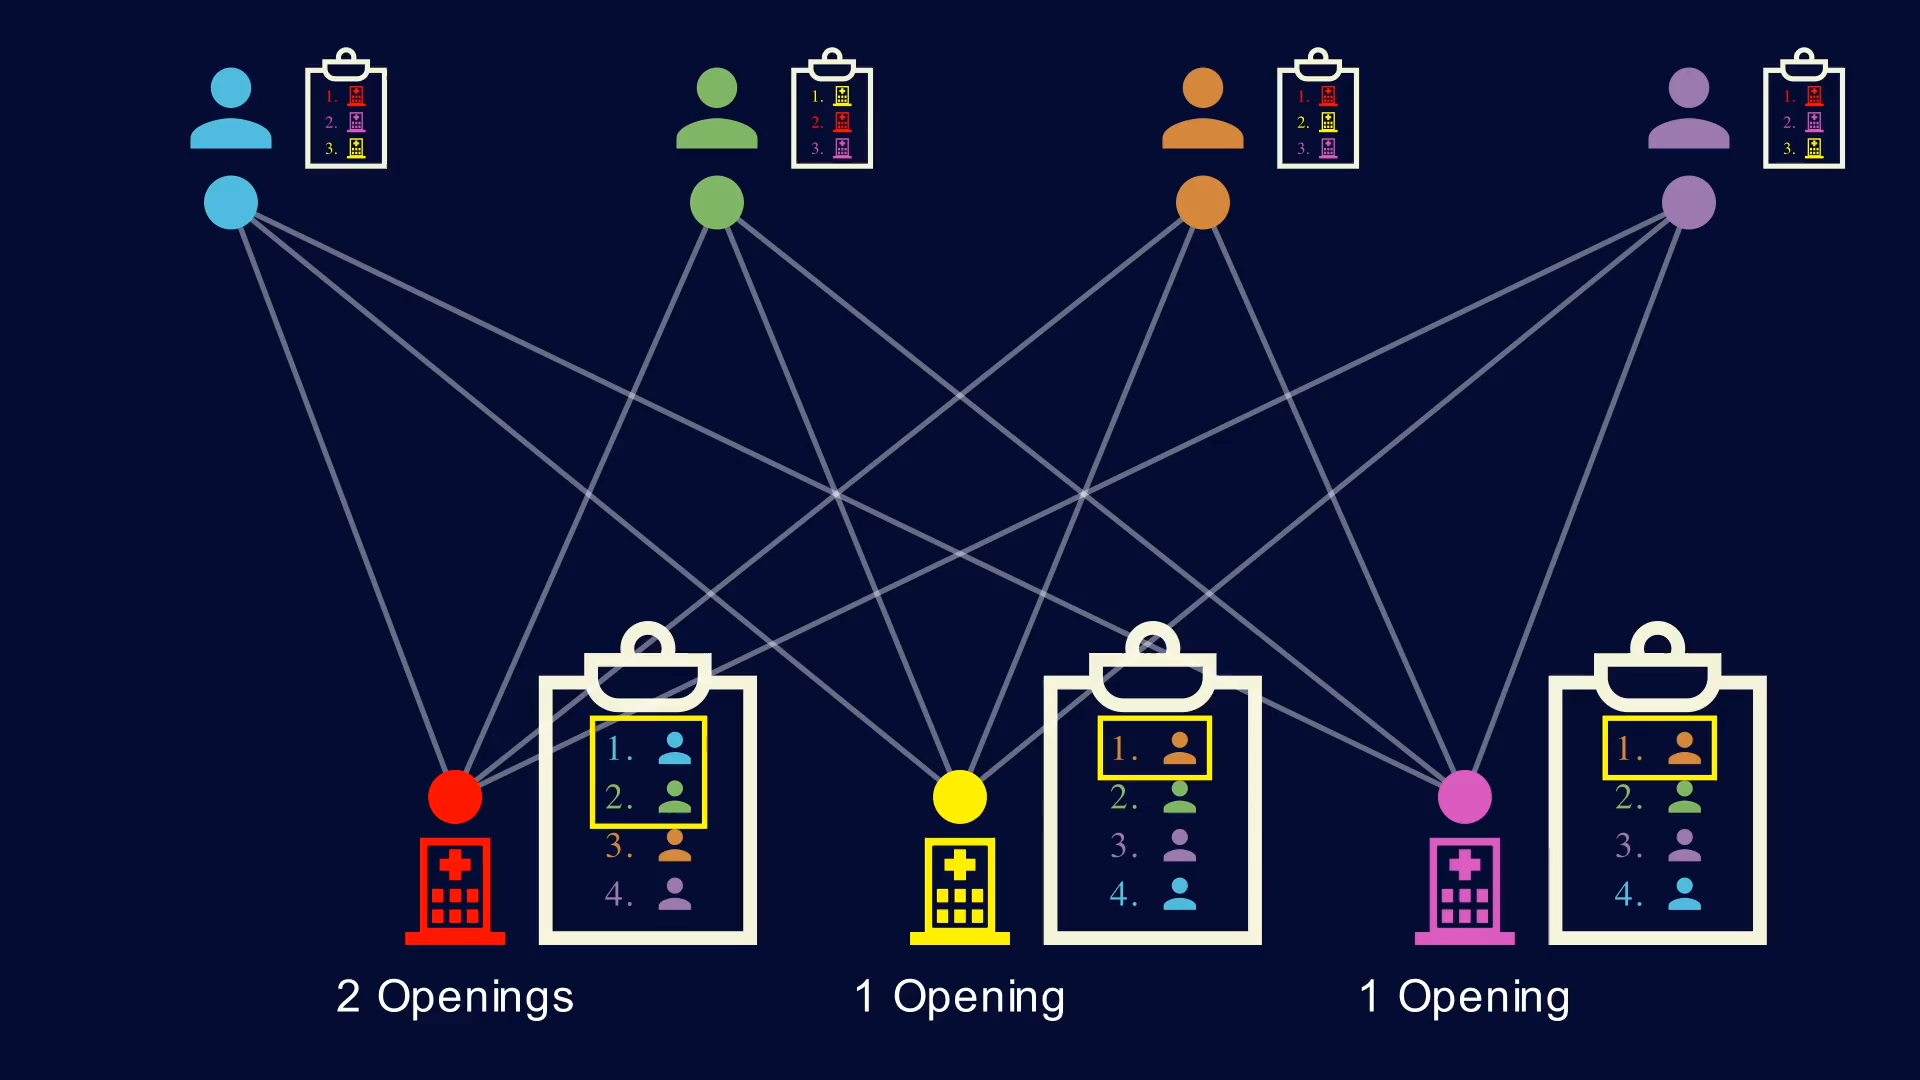 1. 1. 1. 1.
2. 2. 2. 2.
3. 3. 3. 3.
1. 1. 1.
2. 2. 2.
3. 3. 3.
4. 4. 4.
2 Openings 1 Opening 1 Opening